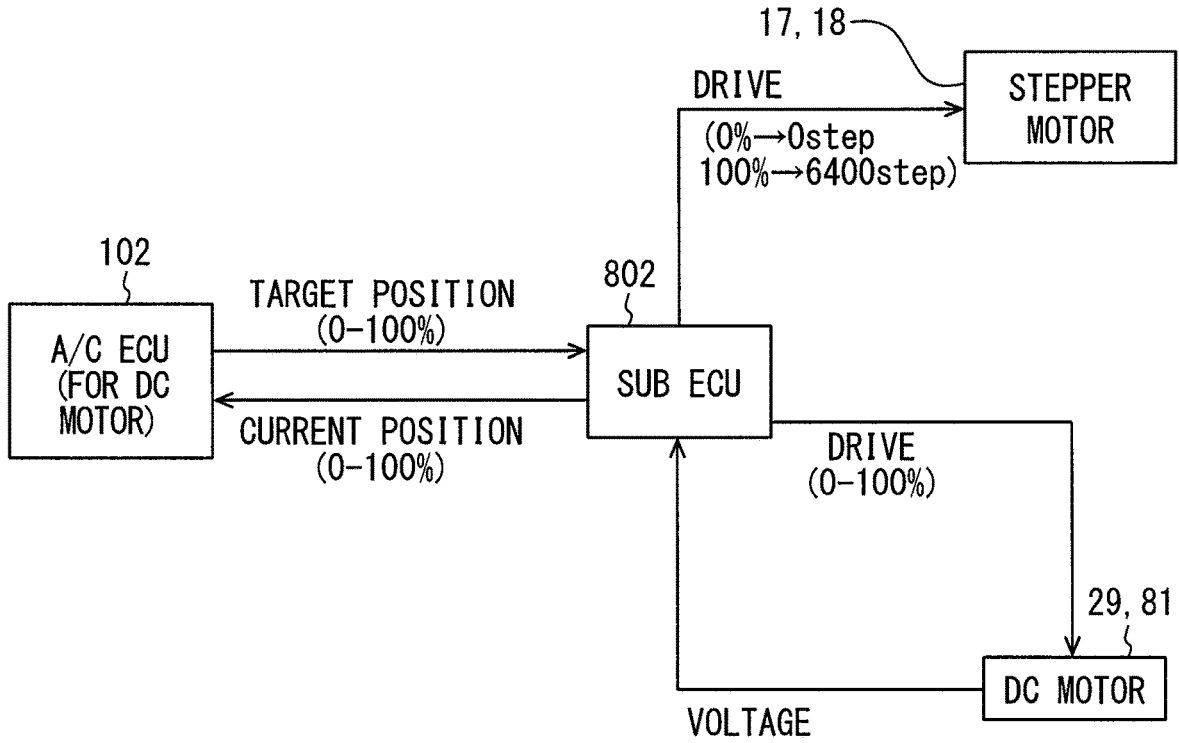 17, 18
DRIVE
(0%→0step
100%→6400step)
STEPPER
MOTOR
102
TARGET POSITION
(0-100%)
802
A/C ECU
(FOR DC
MOTOR)
SUB ECU
CURRENT POSITION
(0-100%)
DRIVE
(0-100%)
29, 81
DC MOTOR
VOLTAGE